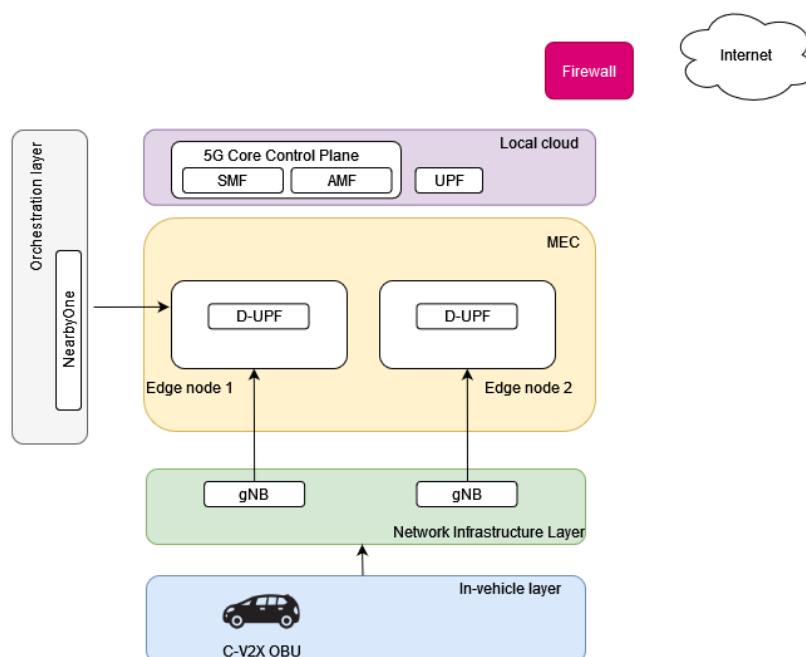 Internet
Firewall
Local cloud
5G Core Control Plane
SMF
AMF
UPF
Orchestration layer
NearbyOne
MEC
D-UPF
D-UPF
Edge node 1
Edge node 2
gNB
gNB
Network Infrastructure Layer
In-vehicle layer
C-V2X OBU